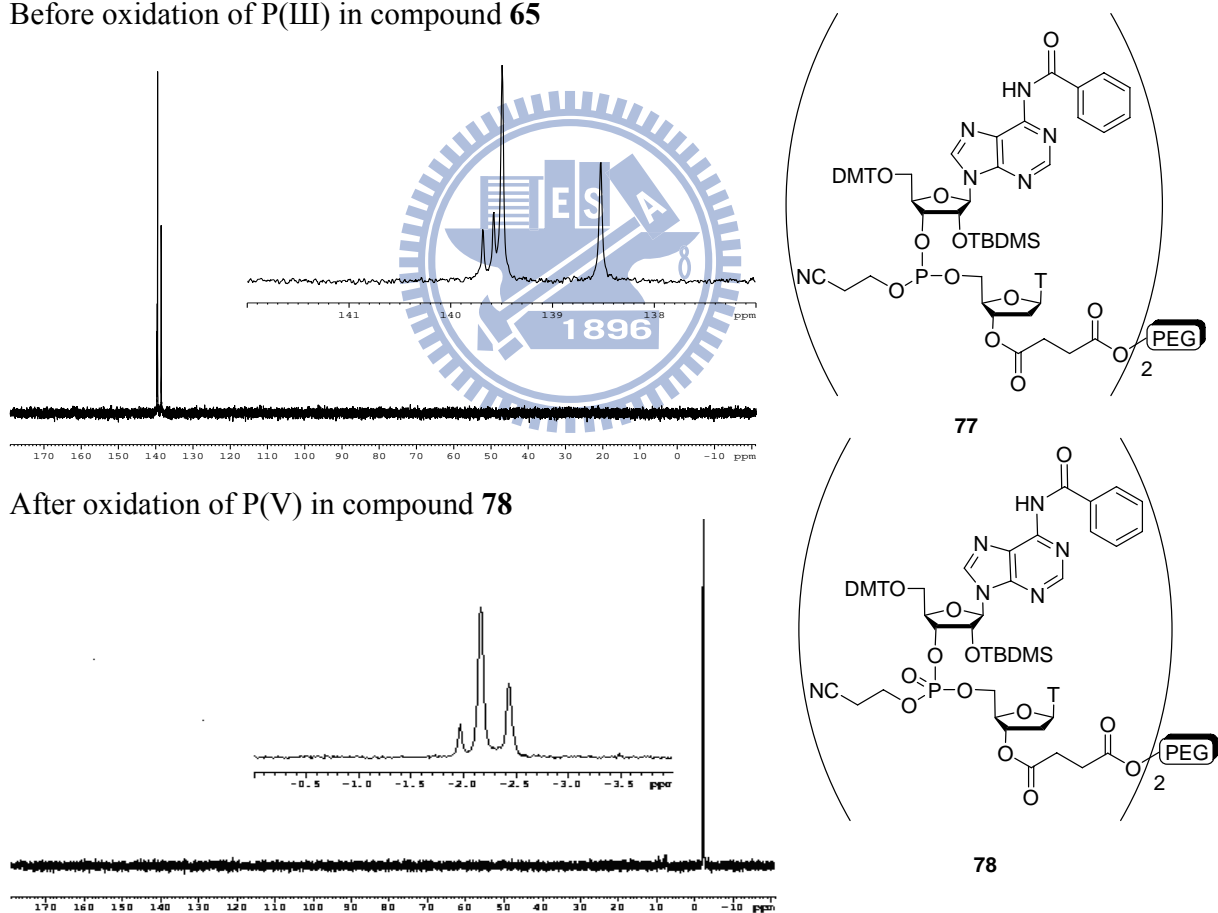 Before oxidation of P(Ш) in compound 65
O
HN
N
N
N
N
DMTO
O
O
OTBDMS
NC
O
P
O
T
O
O
O
O
O
PEG
2
77
E S A
1896
141 140 139 138 ppm
170 160 150 140 130 120 110 100 90 80 70 60 50 40 30 20 10 0 -10 ppm
After oxidation of P(V) in compound 78
O
HN
N
N
N
N
DMTO
O
O
OTBDMS
O
NC
O
P
O
T
O
O
O
O
O
PEG
2
78
-0.5 -1.0 -1.5 -2.0 -2.5 -3.0 -3.5 ppm
170 160 150 140 130 120 110 100 90 80 70 60 50 40 30 20 10 0 -10 ppm